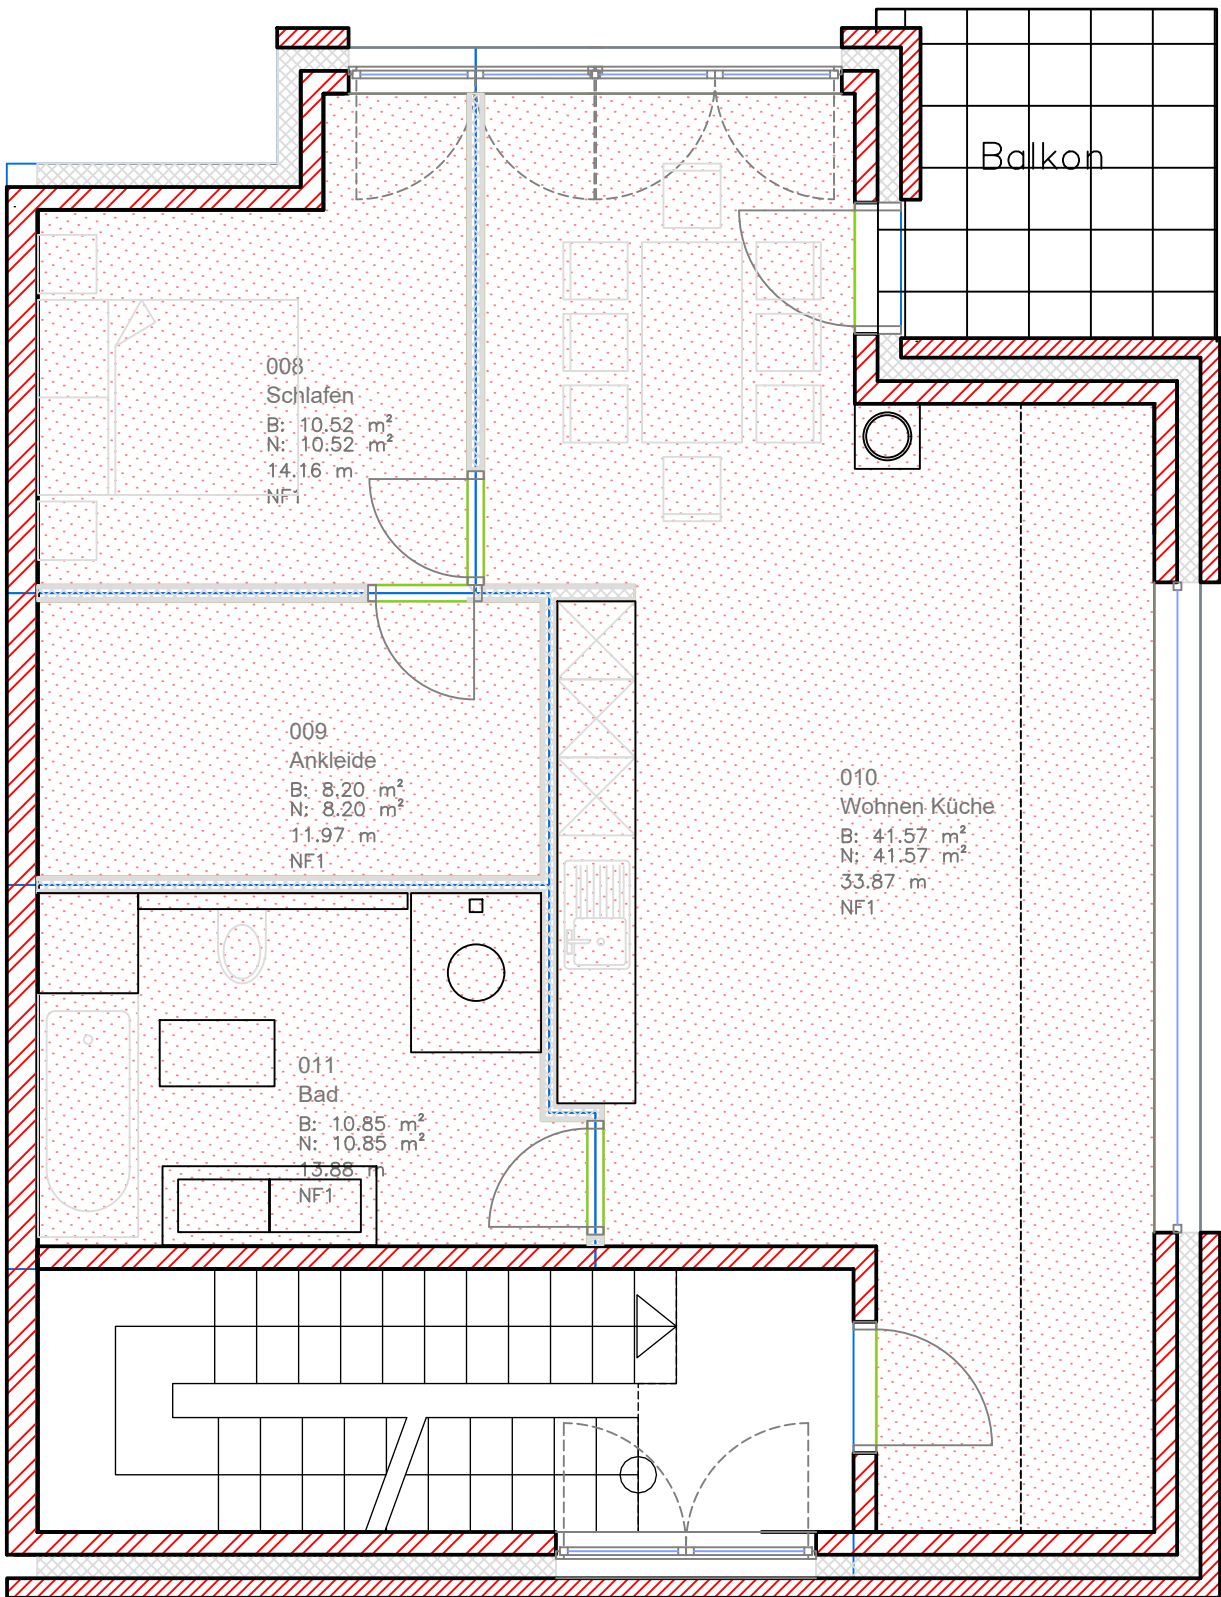 Balkon
008
Schlafen
B: 10.52 m²
N: 10.52 m²
14.16 m
NF1
009
Ankleide
B: 8.20 m²
N: 8.20 m²
11.97 m
NF1
010
Wohnen Küche
B: 41.57 m²
N: 41.57 m²
33.87 m
NF1
011
Bad
B: 10.85 m²
N: 10.85 m²
13.88 m
NF1